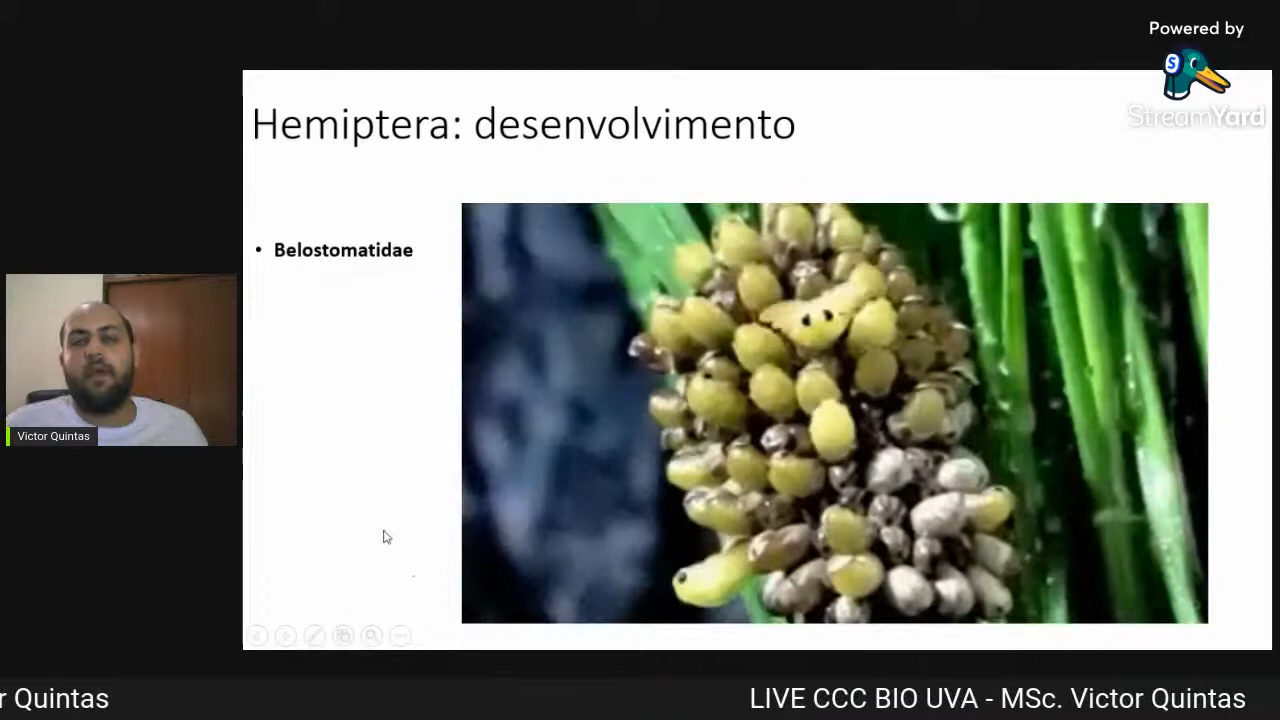 Powered by
StreamYard
Hemiptera: desenvolvimento
• Belostomatidae
Victor Quintas
r Quintas
LIVE CCC BIO UVA - MSc. Victor Quintas